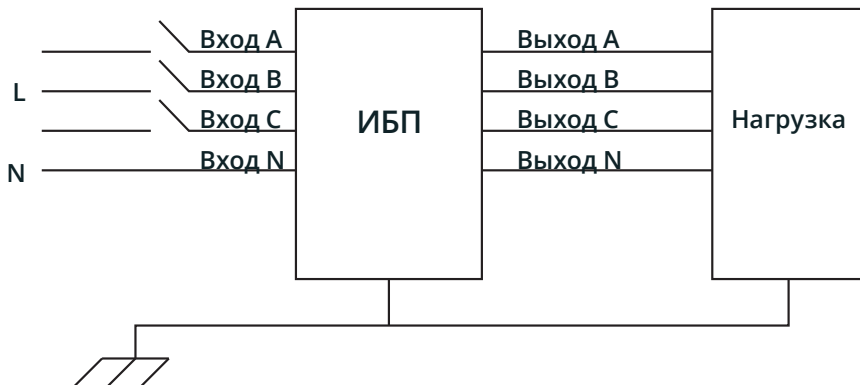 Вход A
Выход A
L
Вход B
Выход B
ИБП
Нагрузка
Вход C
Выход C
N
Вход N
Выход N